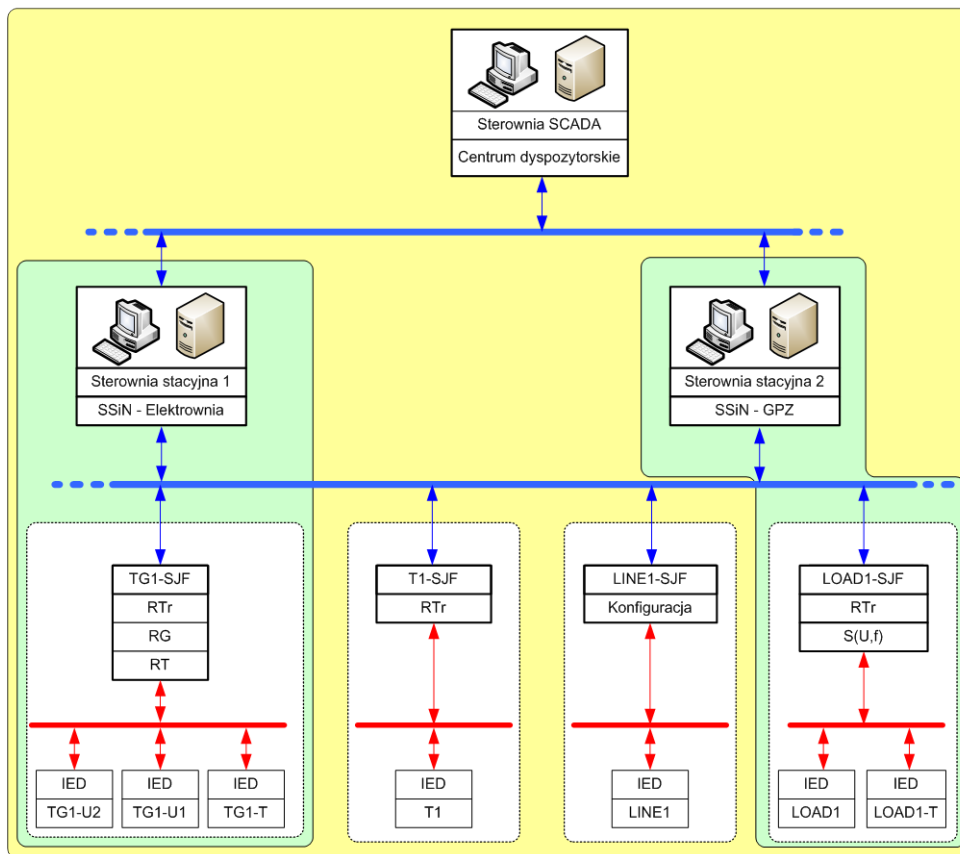 Sterownia SCADA
Centrum dyspozytorskie
Sterownia stacyjna 1
SSiN - Elektrownia
Sterownia stacyjna 2
SSiN - GPZ
TG1-SJF
RTr
RG
RT
T1-SJF
RTr
LINE1-SJF
Konfiguracja
LOAD1-SJF
RTr
S(U,f)
IED
TG1-U2
IED
TG1-U1
IED
TG1-T
IED
T1
IED
LINE1
IED
LOAD1
IED
LOAD1-T